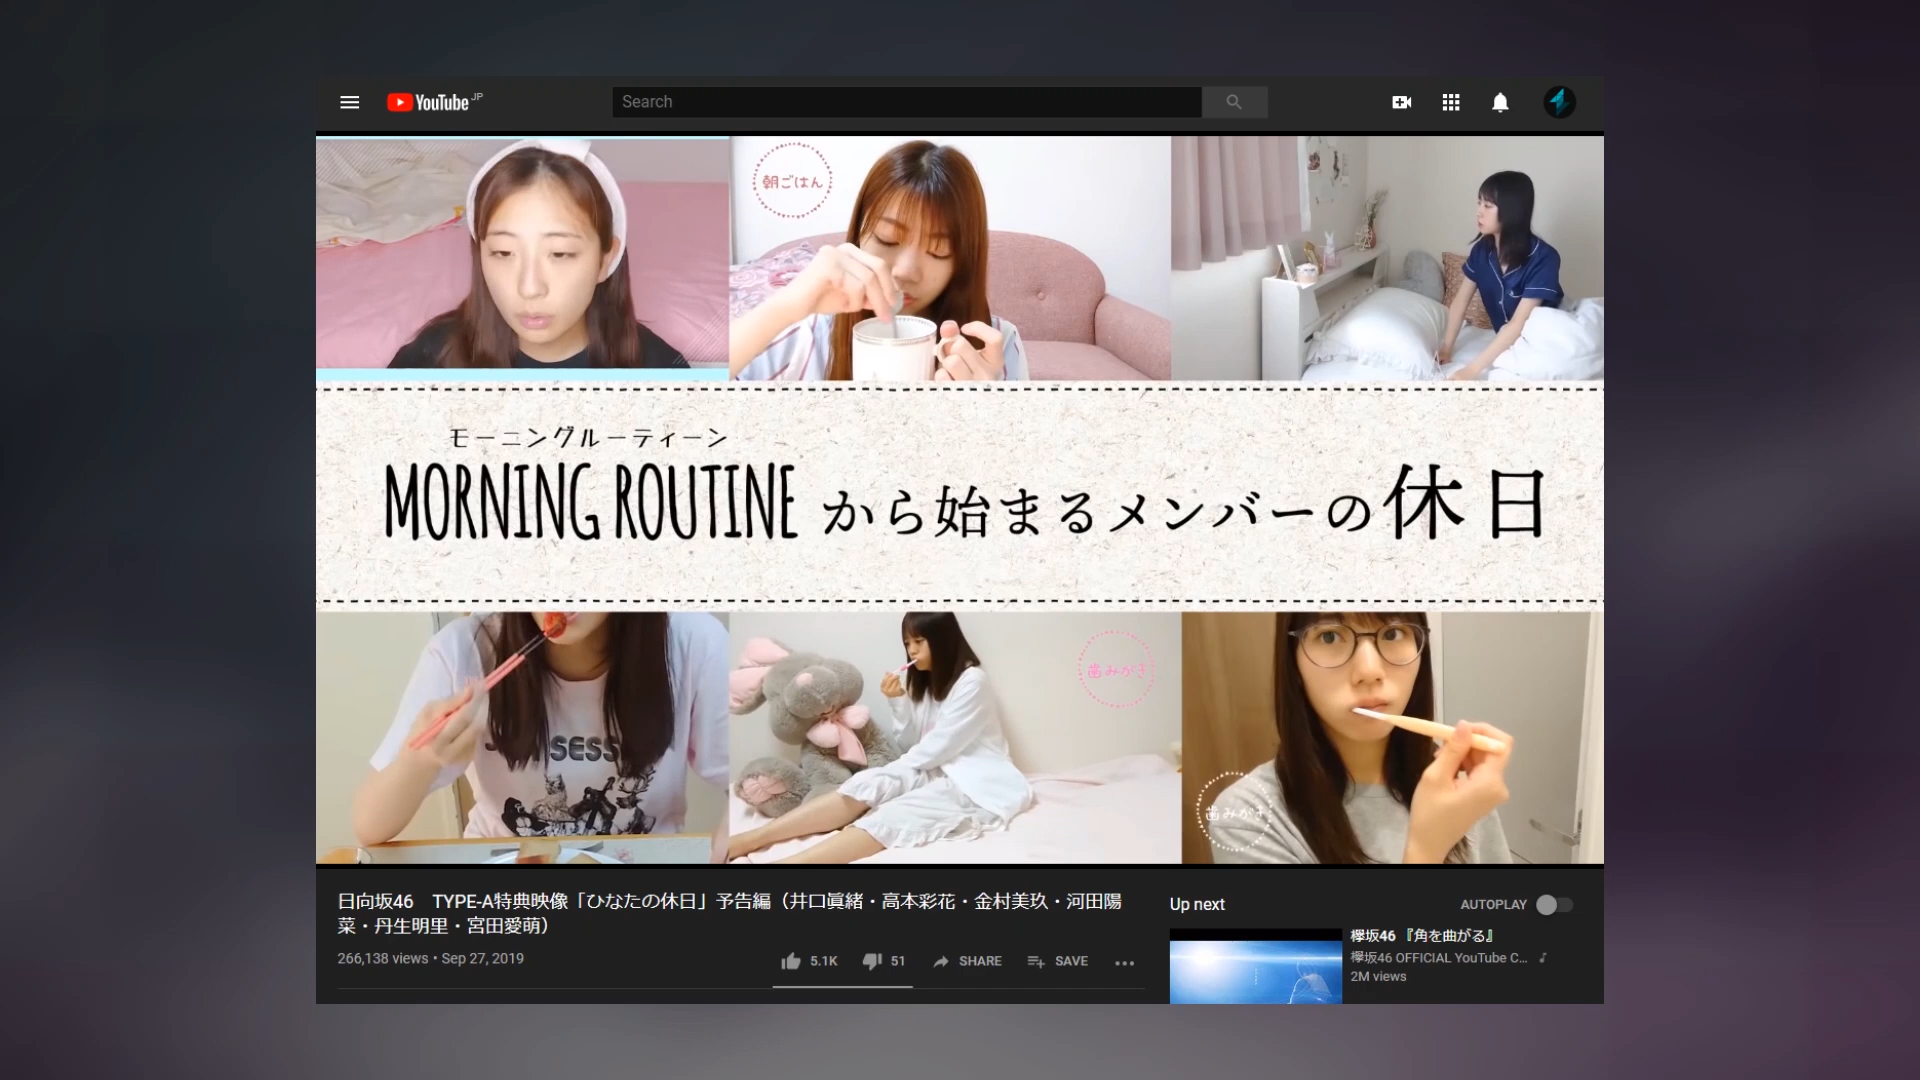 YouTube JP
Search
朝ごはん
モーニングルーティーン
MORNING ROUTINE から始まるメンバーの休日
SESS
歯みがき
歯みがき
日向坂46 TYPE-A特典映像「ひなたの休日」予告編（井口眞緒・高本彩花・金村美玖・河田陽
菜・丹生明里・宮田愛萌）
266,138 views • Sep 27, 2019
5.1K
51
SHARE
SAVE
Up next
AUTOPLAY
欅坂46 『角を曲がる』
欅坂46 OFFICIAL YouTube C...
2M views